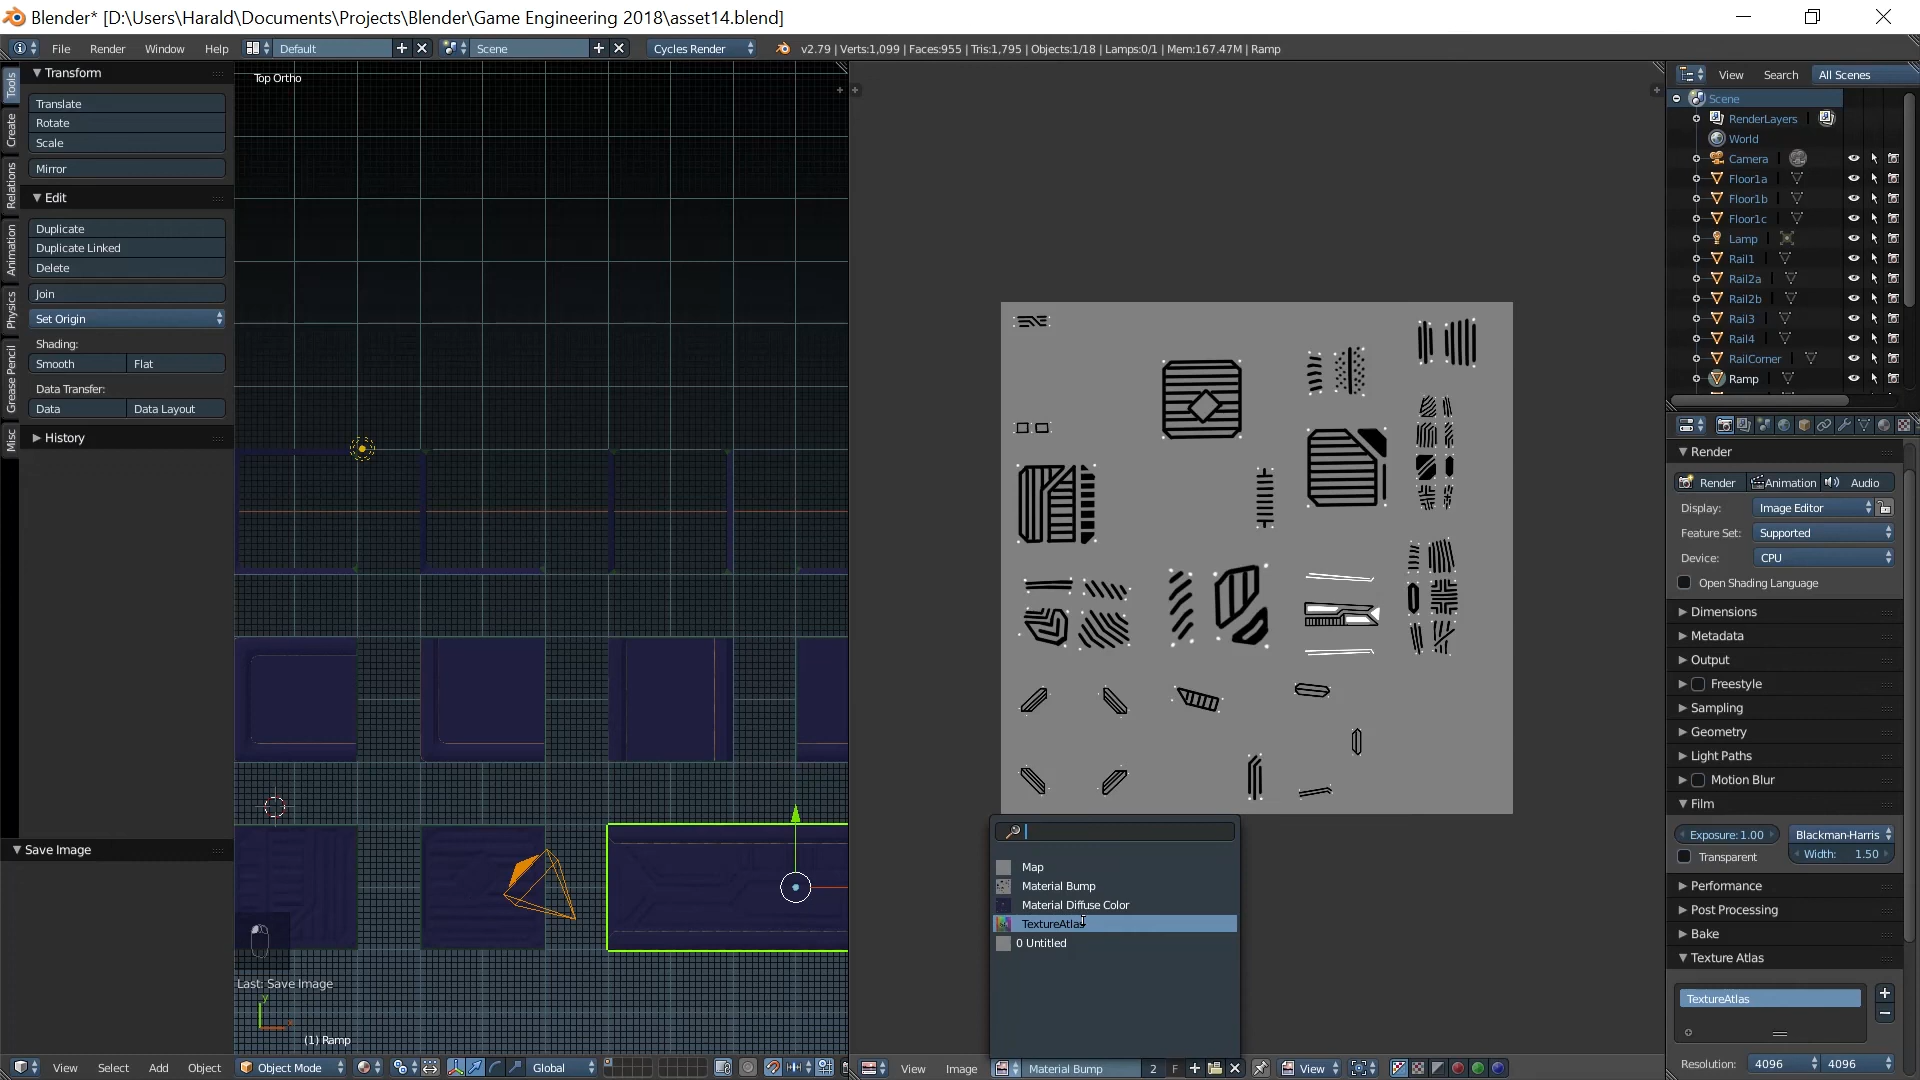 Blender* [D:\Users\Harald\Documents\Projects\Blender\Game Engineering 2018\asset14.blend]
File Render Window Help Default Scene Cycles Render v2.79 | Verts:1,099 | Faces:955 | Tris:1,795 | Objects:1/18 | Lamps:0/1 | Mem:167.47M | Ramp
Tools
Create
Relations
Animation
Physics
Grease Pencil
Misc
Transform
Translate
Rotate
Scale
Mirror
Edit
Duplicate
Duplicate Linked
Delete
Join
Set Origin
Shading:
Smooth Flat
Data Transfer:
Data Data Layout
History
Save Image
Top Ortho
Last: Save Image
y
(1) Ramp
View Select Add Object Object Mode Global
Map
Material Bump
Material Diffuse Color
TextureAtlas
0 Untitled
View Image Material Bump 2 F View
View Search All Scenes
Scene
RenderLayers
World
Camera
Floor1a
Floor1b
Floor1c
Lamp
Rail1
Rail2a
Rail2b
Rail3
Rail4
RailCorner
Ramp
Render
Render Animation Audio
Display: Image Editor
Feature Set: Supported
Device: CPU
Open Shading Language
Dimensions
Metadata
Output
Freestyle
Sampling
Geometry
Light Paths
Motion Blur
Film
Exposure: 1.00 Blackman-Harris
Transparent Width: 1.50
Performance
Post Processing
Bake
Texture Atlas
TextureAtlas
Resolution: 4096 4096